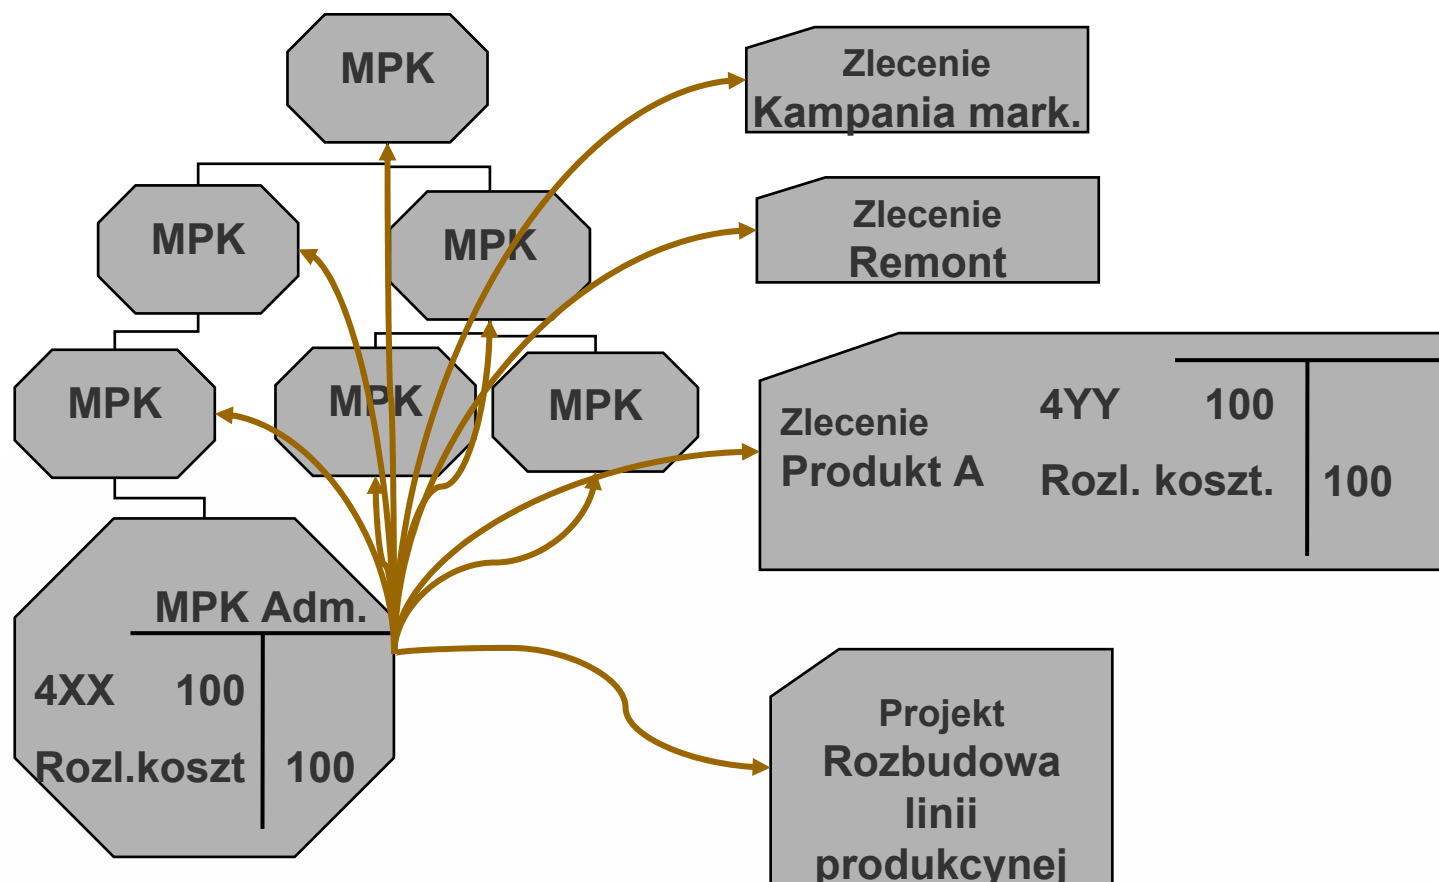 MPK
Zlecenie
Kampania mark.
MPK
MPK
Zlecenie
Remont
MPK
MPK
MPK
Zlecenie
Produkt A
4YY 100
Rozl. koszt. 100
MPK Adm.
4XX 100
Rozl.koszt 100
Projekt
Rozbudowa
linii
produkcynej